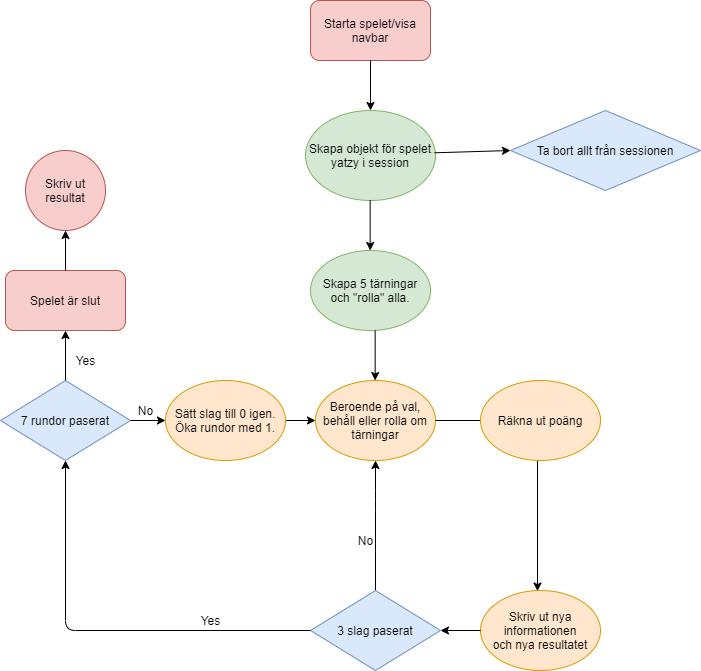 Starta spelet/visa
navbar
Skapa objekt för spelet
yatzy i session
Ta bort allt från sessionen
Skriv ut
resultat
Skapa 5 tärningar
och "rolla" alla.
Spelet är slut
Yes
7 rundor paserat
No
Sätt slag till 0 igen.
Öka rundor med 1.
Beroende på val,
behåll eller rolla om
tärningar
Räkna ut poäng
No
Yes
3 slag paserat
Skriv ut nya
informationen
och nya resultatet